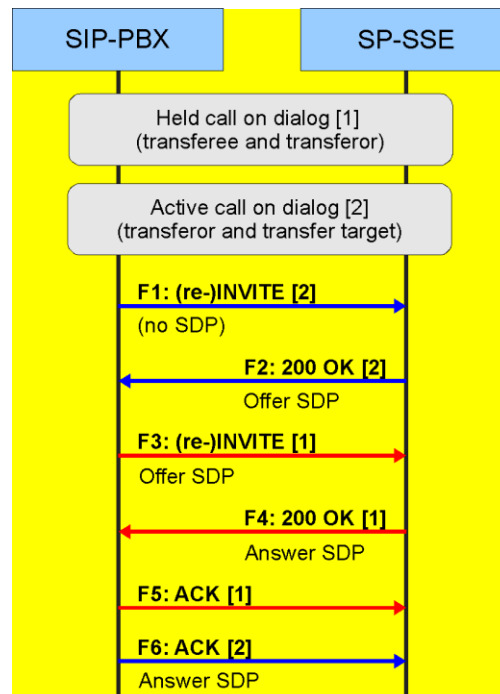 SIP-PBX
SP-SSE
Held call on dialog [1]
(transferee and transferor)
Active call on dialog [2]
(transferor and transfer target)
F1: (re-)INVITE [2]
(no SDP)
F2: 200 OK [2]
Offer SDP
F3: (re-)INVITE [1]
Offer SDP
F4: 200 OK [1]
Answer SDP
F5: ACK [1]
F6: ACK [2]
Answer SDP